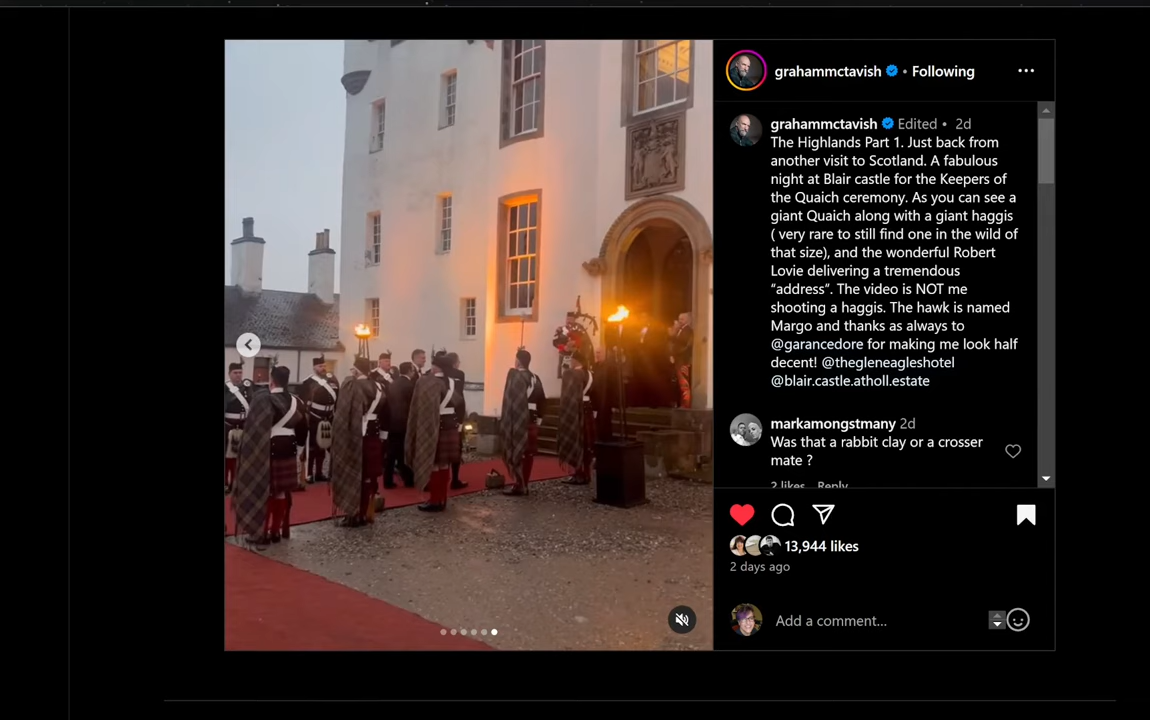 grahammctavish • Following
grahammctavish Edited • 2d
The Highlands Part 1. Just back from
another visit to Scotland. A fabulous
night at Blair castle for the Keepers of
the Quaich ceremony. As you can see a
giant Quaich along with a giant haggis
( very rare to still find one in the wild of
that size), and the wonderful Robert
Lovie delivering a tremendous
“address”. The video is NOT me
shooting a haggis. The hawk is named
Margo and thanks as always to
@garancedore for making me look half
decent! @thegleneagleshotel
@blair.castle.atholl.estate
markamongstmany 2d
Was that a rabbit clay or a crosser
mate ?
2 likes Reply
13,944 likes
2 days ago
Add a comment...